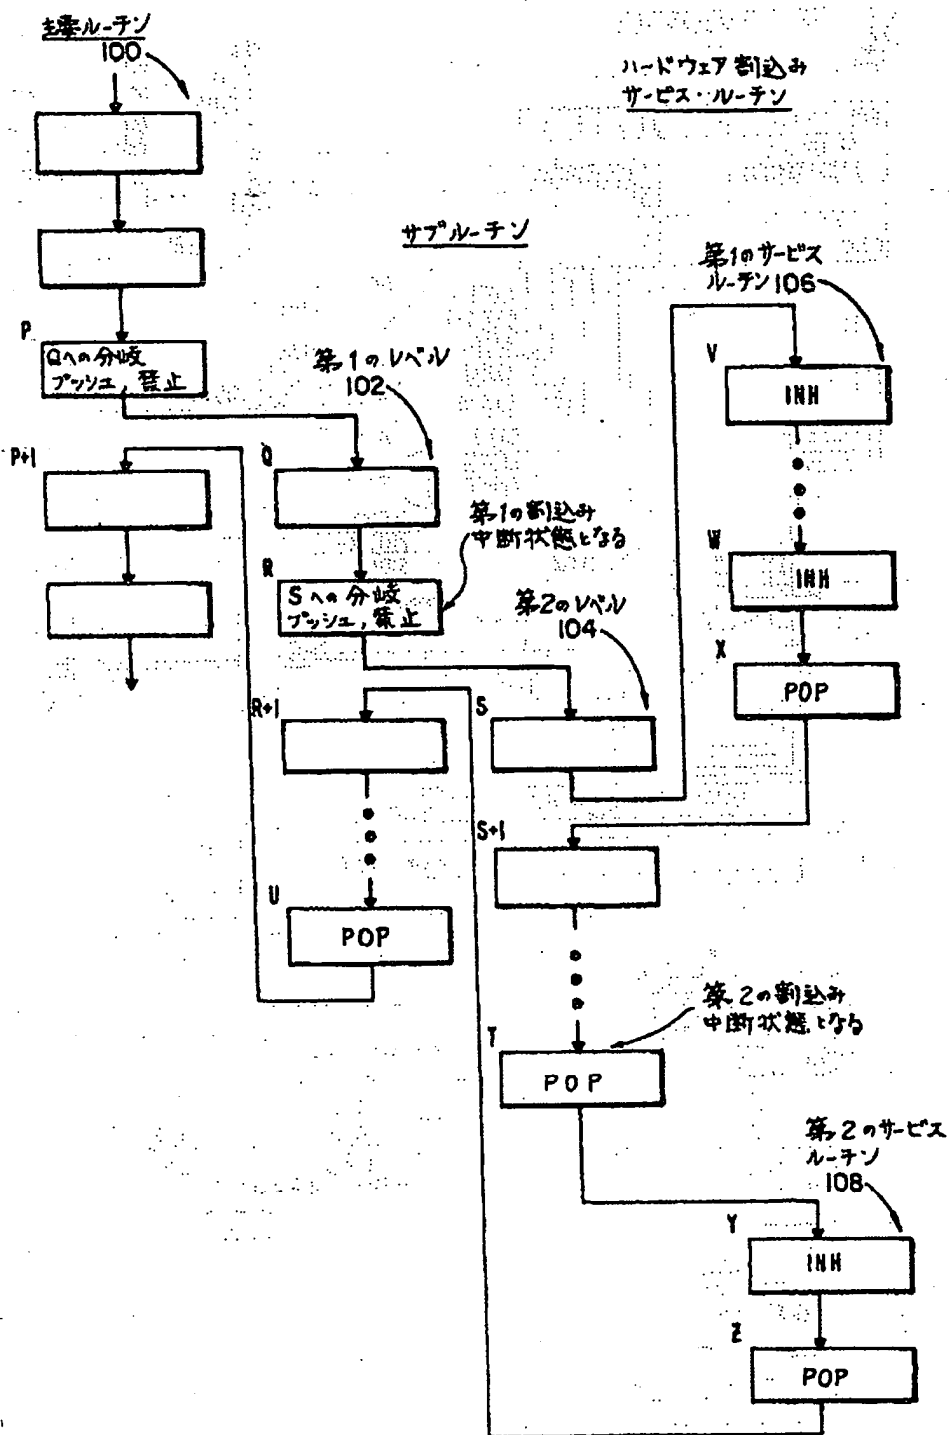 主要ルーチン
100
ハードウェア割込み
サービス・ルーチン
サブルーチン
P
Qへの分岐
プッシュ, 禁止
P+1
第1のレベル
102
Q
R
Sへの分岐
プッシュ, 禁止
第1の割込み
中断状態となる
R+1
U
POP
第2のレベル
104
S
S+1
T
POP
第2の割込み
中断状態となる
第1のサービス
ルーチン106
V
INH
W
INH
X
POP
第2のサービス
ルーチン
108
Y
INH
Z
POP